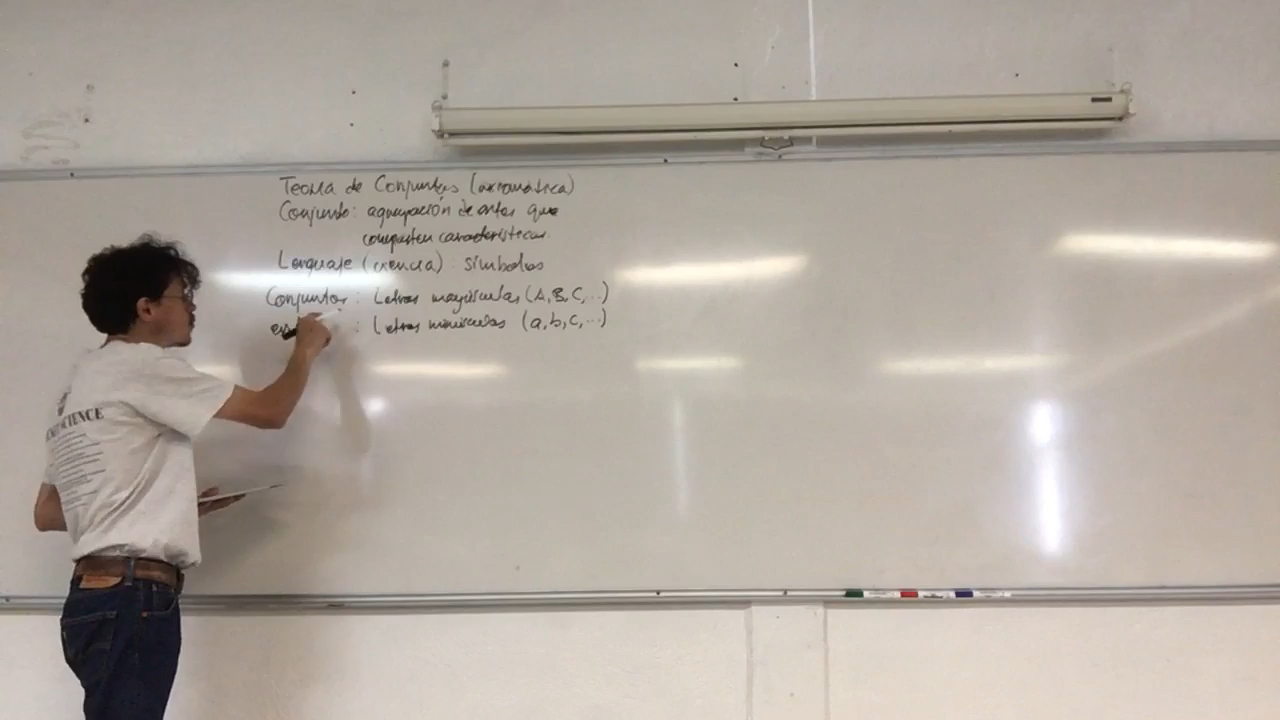 Teoría de Conjuntos (axiomática)
Conjunto: agrupación de entes que
comparten características.
Lenguaje (ciencia): símbolos
Conjuntos: Letras mayúsculas (A,B,C,...)
: Letras minúsculas (a,b,c,...)
SCIENCE